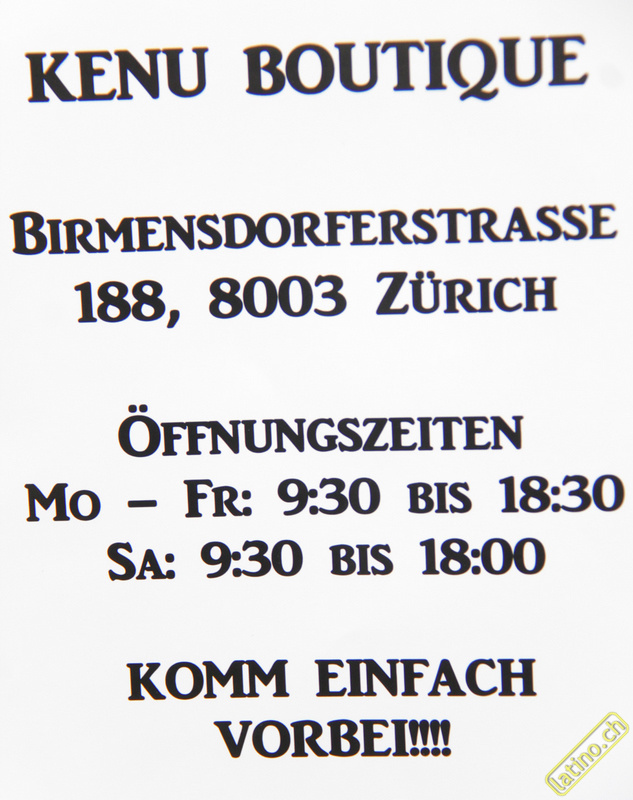 KENU BOUTIQUE
BIRMENSDORFERSTRASSE
188, 8003 ZÜRICH
ÖFFNUNGSZEITEN
MO – FR: 9:30 BIS 18:30
SA: 9:30 BIS 18:00
KOMM EINFACH
VORBEI!!!!
latino.ch